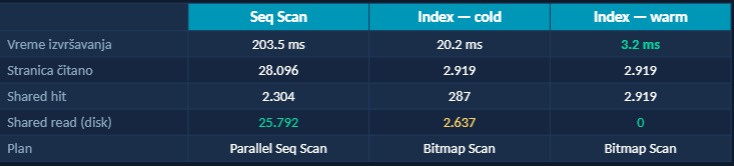 Seq Scan Index — cold Index — warm
Vreme izvršavanja 203.5 ms 20.2 ms 3.2 ms
Stranica čitano 28.096 2.919 2.919
Shared hit 2.304 287 2.919
Shared read (disk) 25.792 2.637 0
Plan Parallel Seq Scan Bitmap Scan Bitmap Scan